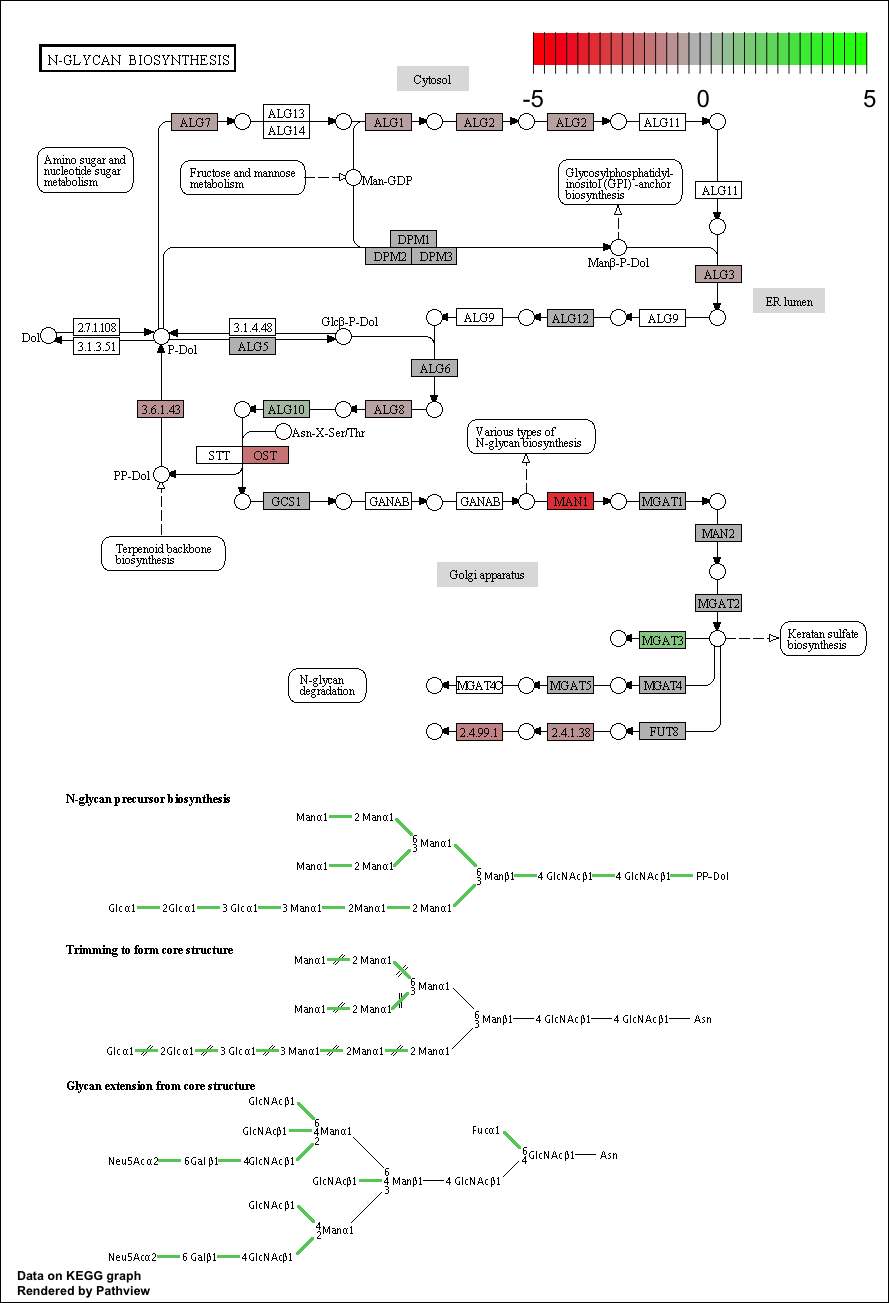 N-GLYCAN BIOSYNTHESIS
-5 0 5
Cytosol
ALG7
ALG13
ALG14
ALG1
ALG2
ALG2
ALG11
Amino sugar and
nucleotide sugar
metabolism
Fructose and mannose
metabolism
Man-GDP
Glycosylphosphatidyl-
inositol (GPI) -anchor
biosynthesis
ALG11
DPM1
DPM2
DPM3
Manβ-P-Dol
ALG3
ER lumen
Dol
2.7.1.108
3.1.3.51
P-Dol
3.1.4.48
ALG5
Glcβ-P-Dol
ALG9
ALG12
ALG9
ALG6
3.6.1.43
ALG10
ALG8
Asn-X-Ser/Thr
STT
OST
PP-Dol
Various types of
N-glycan biosynthesis
GCS1
GANAB
GANAB
MAN1
MGAT1
MAN2
Terpenoid backbone
biosynthesis
Golgi apparatus
MGAT2
MGAT3
Keratan sulfate
biosynthesis
N-glycan
degradation
MGAT4C
MGAT5
MGAT4
2.4.99.1
2.4.1.38
FUT8
N-glycan precursor biosynthesis
Manα1 2 Manα1
6
3 Manα1
Manα1 2 Manα1
6
3 Manβ1 4 GlcNAcβ1 4 GlcNAcβ1 PP-Dol
Glcα1 2Glcα1 3 Glcα1 3 Manα1 2Manα1 2 Manα1
Trimming to form core structure
Manα1 2 Manα1
6
3 Manα1
Manα1 2 Manα1
6
3 Manβ1 4 GlcNAcβ1 4 GlcNAcβ1 Asn
Glcα1 2Glcα1 3 Glcα1 3 Manα1 2Manα1 2 Manα1
Glycan extension from core structure
GlcNAcβ1
6
GlcNAcβ1 4Manα1
2
Neu5Acα2 6Galβ1 4GlcNAcβ1
Fucα1
6
4 GlcNAcβ1 Asn
6
GlcNAcβ1 4 Manβ1 4 GlcNAcβ1
3
GlcNAcβ1
4
2Manα1
Neu5Acα2 6 Galβ1 4GlcNAcβ1
Data on KEGG graph
Rendered by Pathview